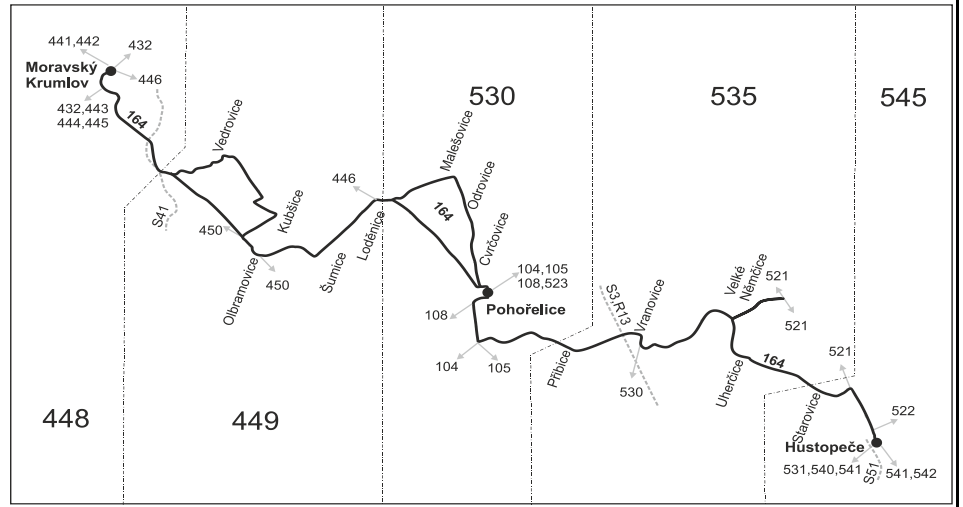 441,442
432
Moravský
Krumlov
446
432,443
444,445
164
S41
Vedrovice
Kubšice
450
Olbramovice
450
Šumice
446
Loděnice
530
Malešovice
Odrovice
164
Cvrčovice
104,105
108,523
Pohořelice
108
104
105
Přibice
535
545
S3,R13
Vranovice
530
Velké
Němčice
521
521
Uherčice
164
Starovice
521
522
Hustopeče
531,540,541
S51
541,542
448
449